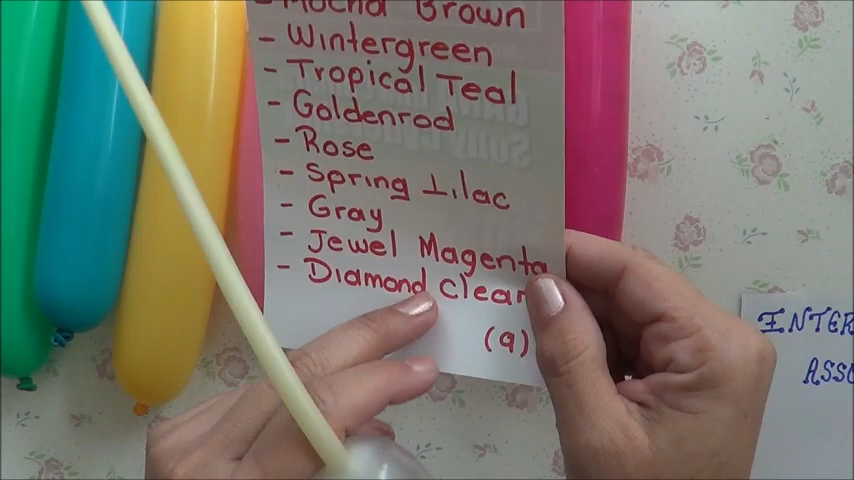 - Mocha Brown
- Wintergreen
- Tropical Teal
- Goldenrod
- Rose
- Spring Lilac
- Gray
- Jewel Magenta
- Diamond Clear
(9)
INTER
ASSO